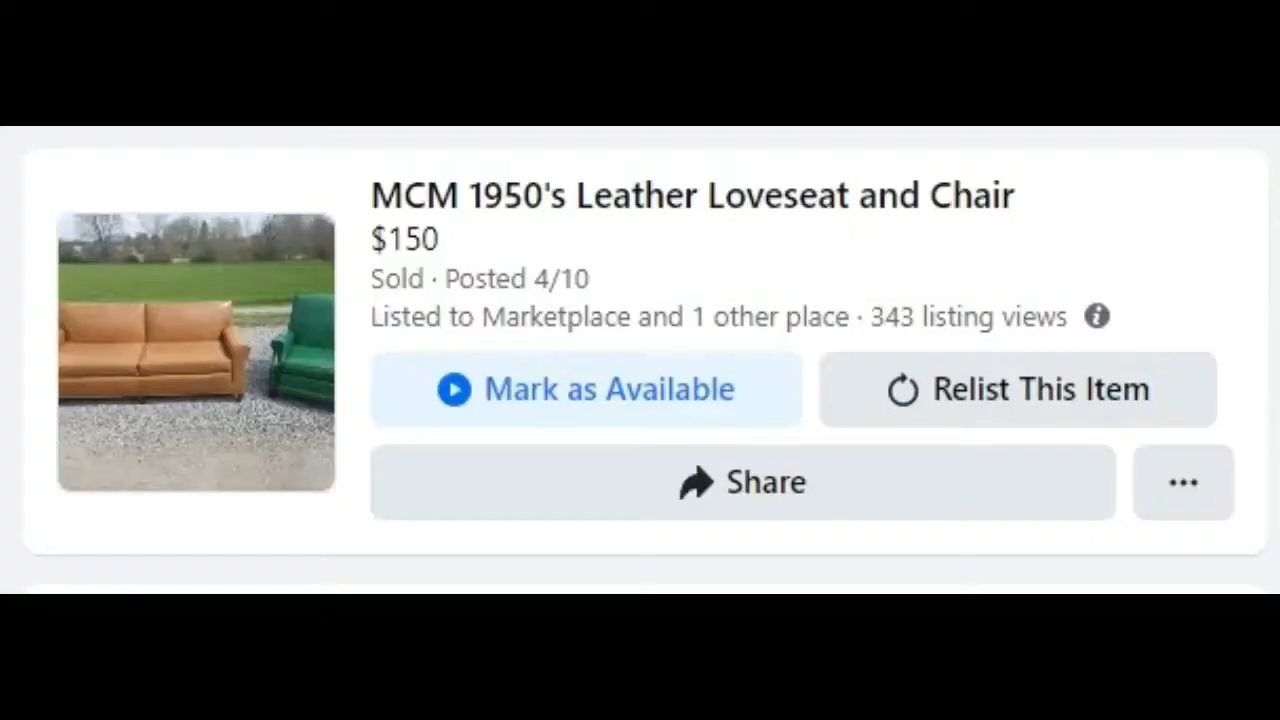 MCM 1950's Leather Loveseat and Chair
$150
Sold · Posted 4/10
Listed to Marketplace and 1 other place · 343 listing views
Mark as Available
Relist This Item
Share